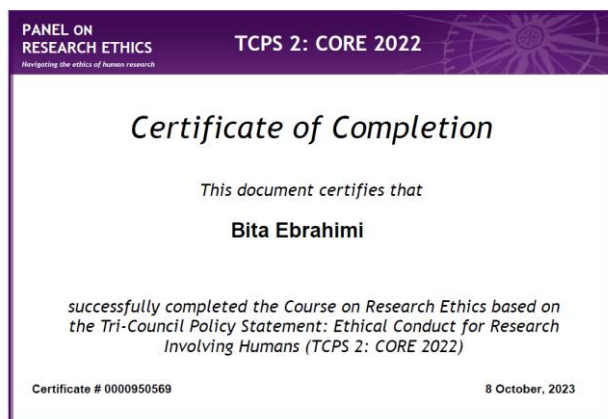 PANEL ON
RESEARCH ETHICS
Navigating the ethics of human research
TCPS 2: CORE 2022
Certificate of Completion
This document certifies that
Bita Ebrahimi
successfully completed the Course on Research Ethics based on
the Tri-Council Policy Statement: Ethical Conduct for Research
Involving Humans (TCPS 2: CORE 2022)
Certificate # 0000950569
8 October, 2023